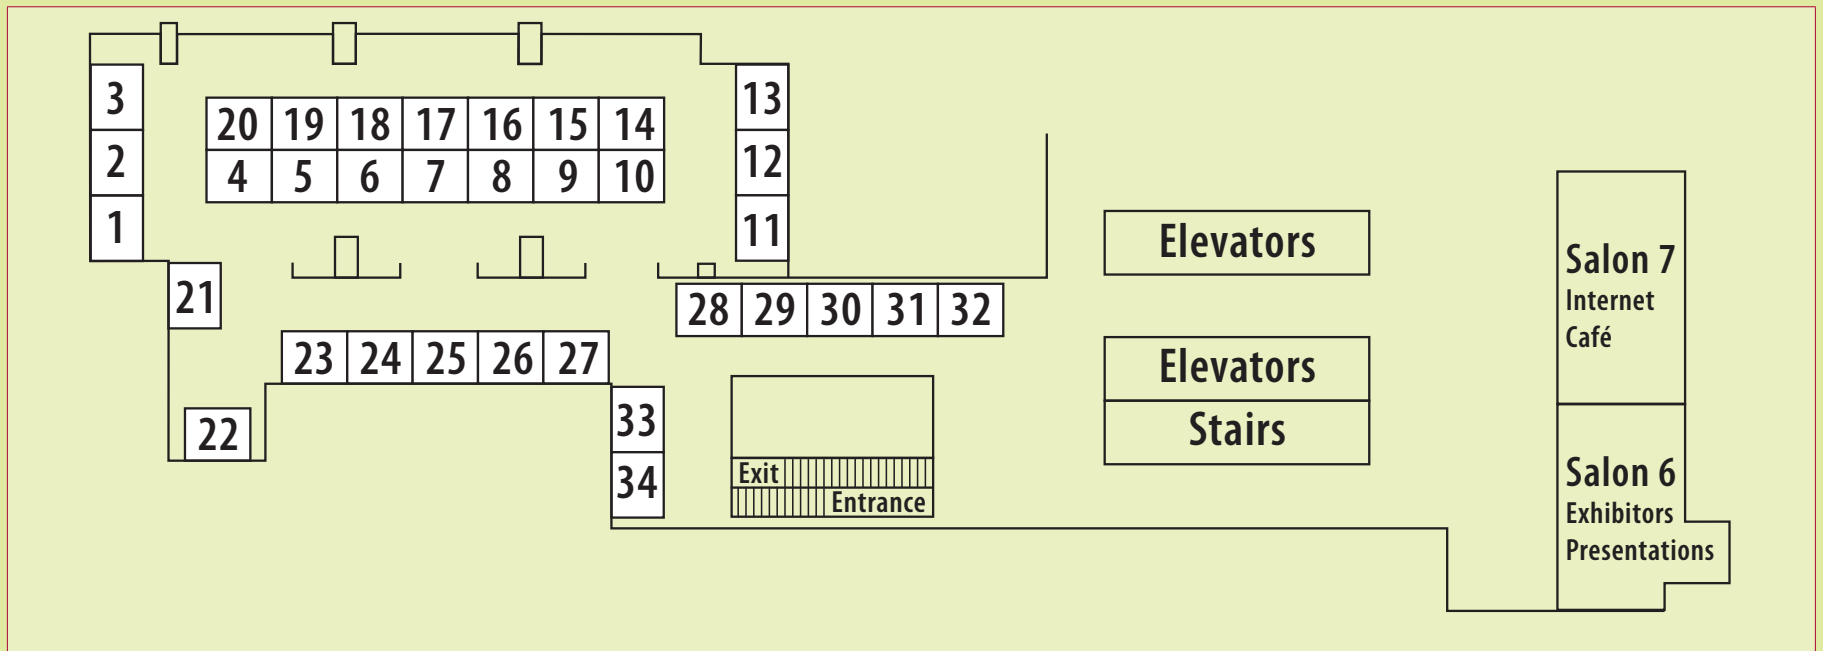 3
2
1
20 19 18 17 16 15 14
4 5 6 7 8 9 10
13
12
11
21
22
23 24 25 26 27
28 29 30 31 32
33
34
Exit
Entrance
Elevators
Elevators
Stairs
Salon 7
Internet
Café
Salon 6
Exhibitors
Presentations